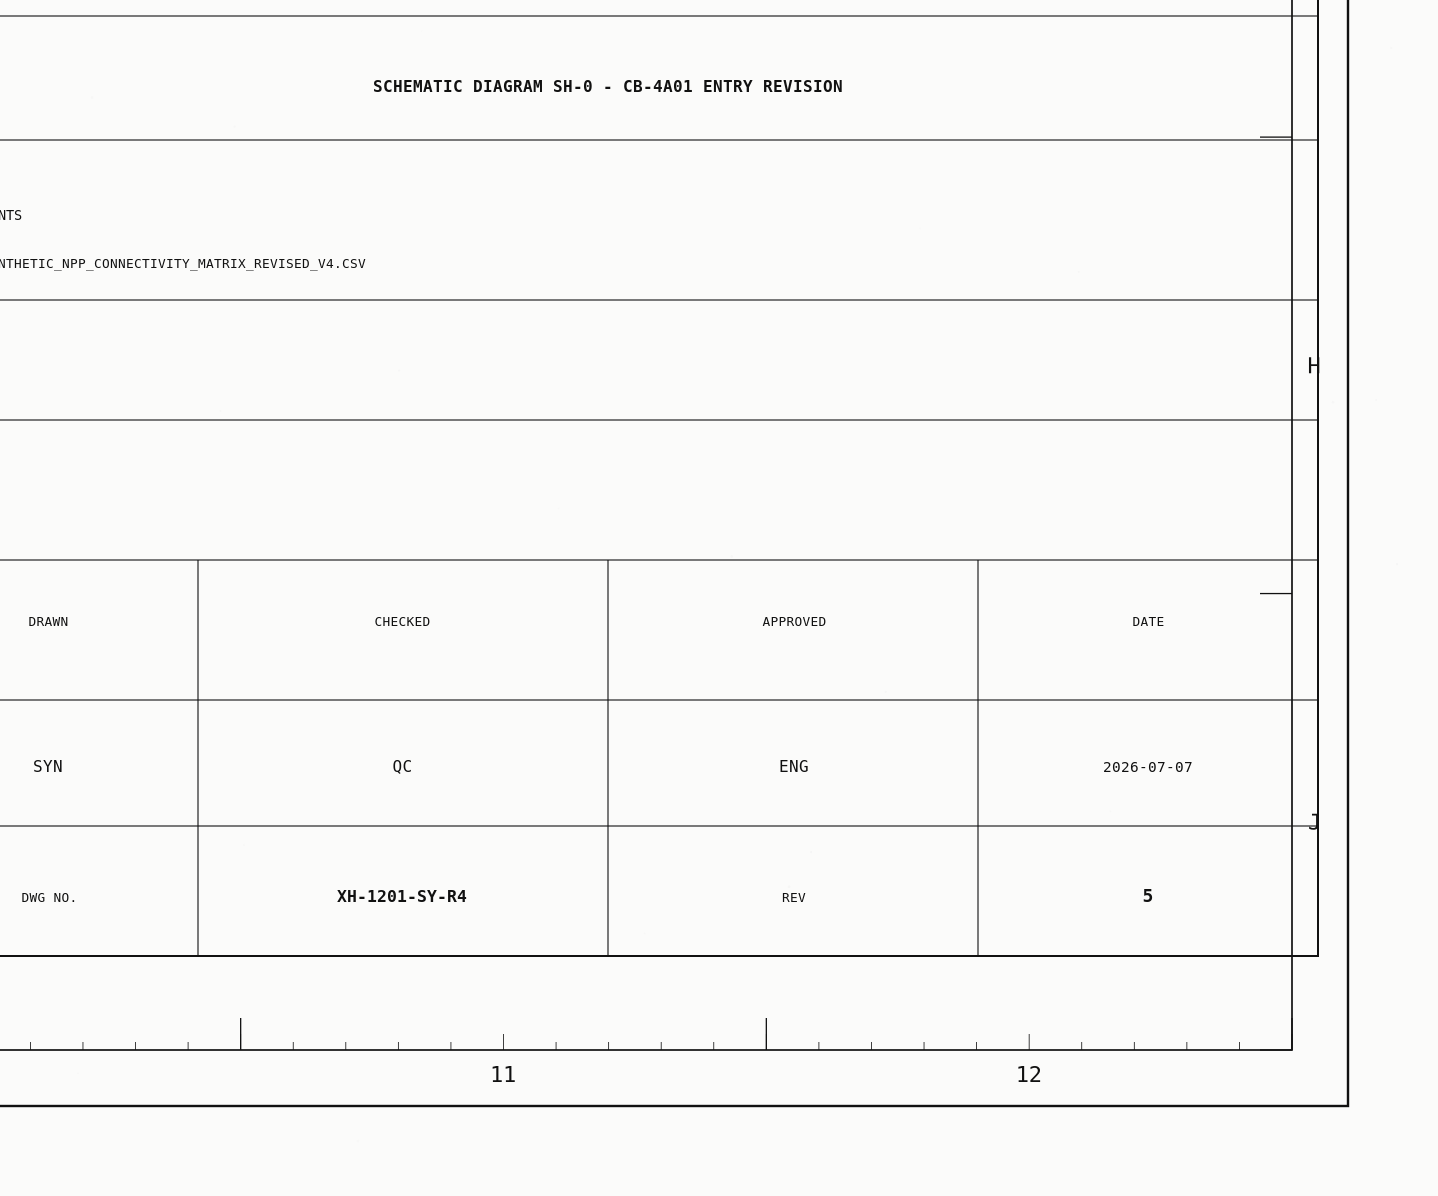 SCHEMATIC DIAGRAM SH-0 - CB-4A01 ENTRY REVISION
NTS
NTHETIC_NPP_CONNECTIVITY_MATRIX_REVISED_V4.CSV
H
DRAWN CHECKED APPROVED DATE
SYN QC ENG 2026-07-07
J
DWG NO. XH-1201-SY-R4 REV 5
11 12